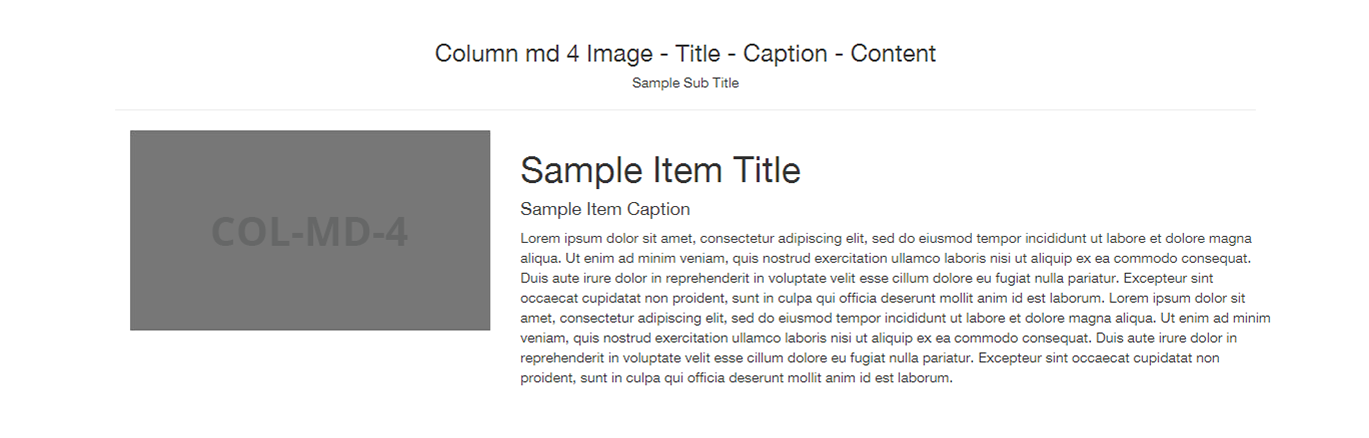 Column md 4 Image - Title - Caption - Content
Sample Sub Title
COL-MD-4
Sample Item Title
Sample Item Caption
Lorem ipsum dolor sit amet, consectetur adipiscing elit, sed do eiusmod tempor incididunt ut labore et dolore magna
aliqua. Ut enim ad minim veniam, quis nostrud exercitation ullamco laboris nisi ut aliquip ex ea commodo consequat.
Duis aute irure dolor in reprehenderit in voluptate velit esse cillum dolore eu fugiat nulla pariatur. Excepteur sint
occaecat cupidatat non proident, sunt in culpa qui officia deserunt mollit anim id est laborum. Lorem ipsum dolor sit
amet, consectetur adipiscing elit, sed do eiusmod tempor incididunt ut labore et dolore magna aliqua. Ut enim ad minim
veniam, quis nostrud exercitation ullamco laboris nisi ut aliquip ex ea commodo consequat. Duis aute irure dolor in
reprehenderit in voluptate velit esse cillum dolore eu fugiat nulla pariatur. Excepteur sint occaecat cupidatat non
proident, sunt in culpa qui officia deserunt mollit anim id est laborum.